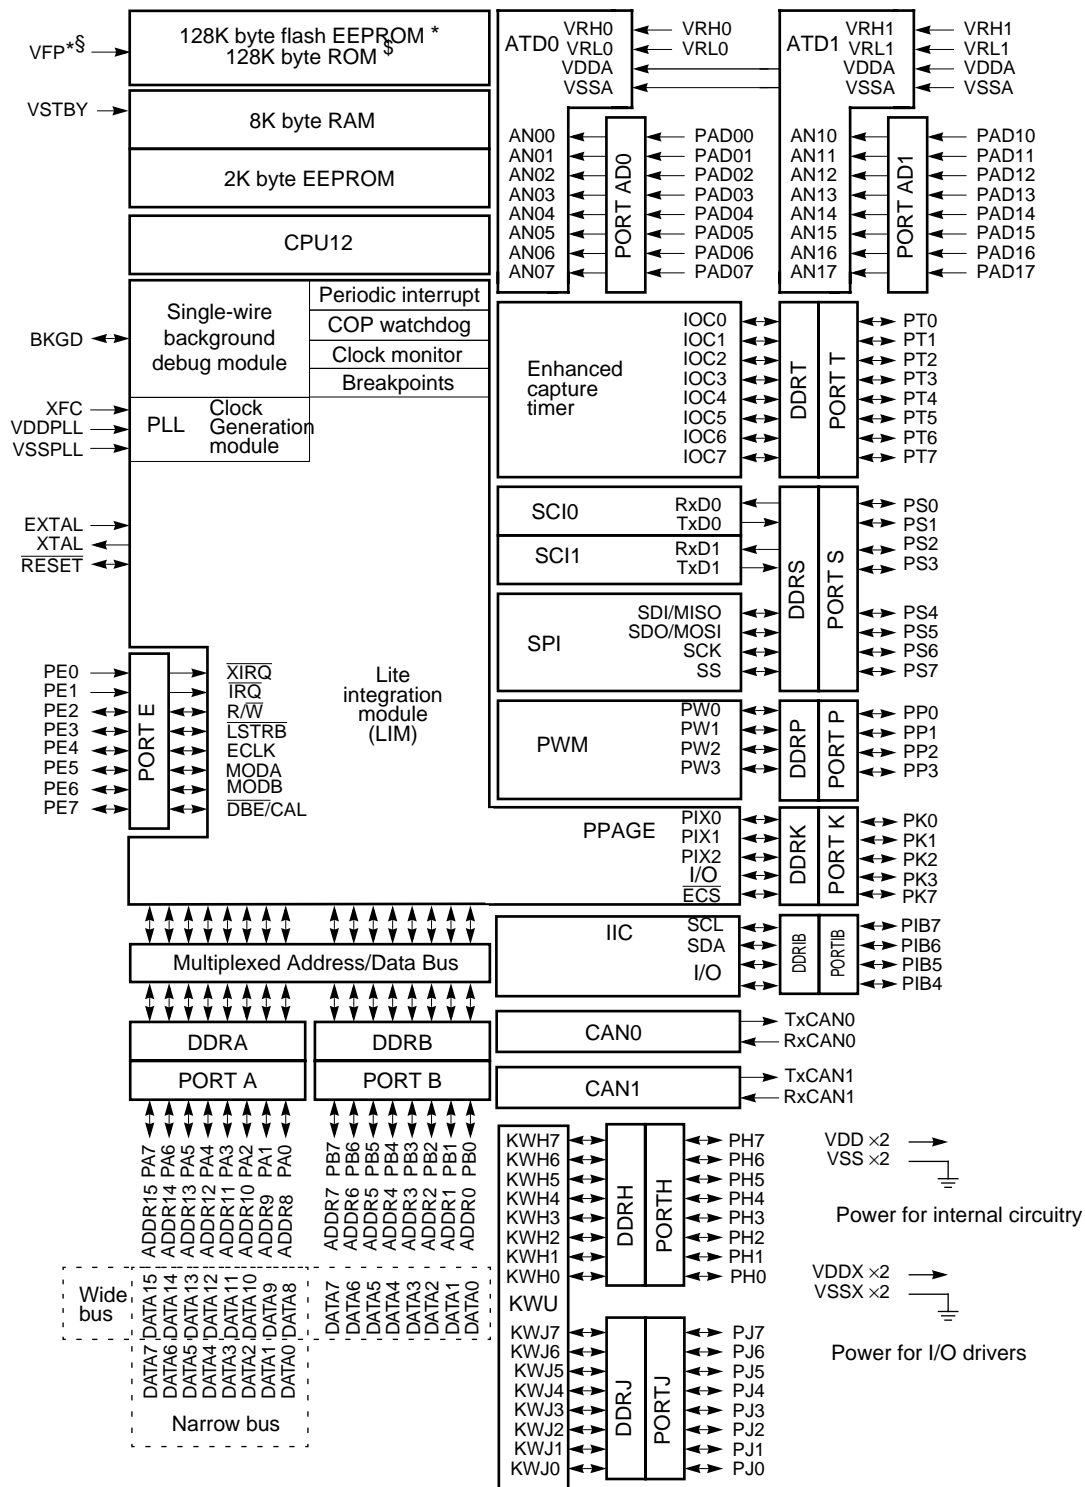 VFP*§
128K byte flash EEPROM *
128K byte ROM $
VSTBY
8K byte RAM
2K byte EEPROM
CPU12
Single-wire
background
debug module
Periodic interrupt
COP watchdog
Clock monitor
Breakpoints
BKGD
XFC
VDDPLL
VSSPLL
PLL
Clock
Generation
module
EXTAL
XTAL
RESET
Lite
integration
module
(LIM)
PE0
PE1
PE2
PE3
PE4
PE5
PE6
PE7
PORT E
XIRQ
IRQ
R/W
LSTRB
ECLK
MODA
MODB
DBE/CAL
ATD0
VRH0
VRL0
VDDA
VSSA
VRH0
VRL0
AN00
AN01
AN02
AN03
AN04
AN05
AN06
AN07
PORT AD0
PAD00
PAD01
PAD02
PAD03
PAD04
PAD05
PAD06
PAD07
ATD1
VRH1
VRL1
VDDA
VSSA
VRH1
VRL1
VDDA
VSSA
AN10
AN11
AN12
AN13
AN14
AN15
AN16
AN17
PORT AD1
PAD10
PAD11
PAD12
PAD13
PAD14
PAD15
PAD16
PAD17
Enhanced
capture
timer
IOC0
IOC1
IOC2
IOC3
IOC4
IOC5
IOC6
IOC7
DDRT
PORT T
PT0
PT1
PT2
PT3
PT4
PT5
PT6
PT7
SCI0
RxD0
TxD0
SCI1
RxD1
TxD1
SPI
SDI/MISO
SDO/MOSI
SCK
SS
DDRS
PORT S
PS0
PS1
PS2
PS3
PS4
PS5
PS6
PS7
PWM
PW0
PW1
PW2
PW3
DDRP
PORT P
PP0
PP1
PP2
PP3
PPAGE
PIX0
PIX1
PIX2
I/O
ECS
DDRK
PORT K
PK0
PK1
PK2
PK3
PK7
IIC
SCL
SDA
I/O
DDRIB
PORTIB
PIB7
PIB6
PIB5
PIB4
CAN0
TxCAN0
RxCAN0
CAN1
TxCAN1
RxCAN1
Multiplexed Address/Data Bus
DDRA
DDRB
PORT A
PORT B
PA7
PA6
PA5
PA4
PA3
PA2
PA1
PA0
PB7
PB6
PB5
PB4
PB3
PB2
PB1
PB0
ADDR15
ADDR14
ADDR13
ADDR12
ADDR11
ADDR10
ADDR9
ADDR8
ADDR7
ADDR6
ADDR5
ADDR4
ADDR3
ADDR2
ADDR1
ADDR0
Wide
bus
DATA15
DATA14
DATA13
DATA12
DATA11
DATA10
DATA9
DATA8
DATA7
DATA6
DATA5
DATA4
DATA3
DATA2
DATA1
DATA0
DATA7
DATA6
DATA5
DATA4
DATA3
DATA2
DATA1
DATA0
Narrow bus
KWH7
KWH6
KWH5
KWH4
KWH3
KWH2
KWH1
KWH0
KWU
KWJ7
KWJ6
KWJ5
KWJ4
KWJ3
KWJ2
KWJ1
KWJ0
DDRH
PORTH
PH7
PH6
PH5
PH4
PH3
PH2
PH1
PH0
DDRJ
PORTJ
PJ7
PJ6
PJ5
PJ4
PJ3
PJ2
PJ1
PJ0
VDD ×2
VSS ×2
Power for internal circuitry
VDDX ×2
VSSX ×2
Power for I/O drivers